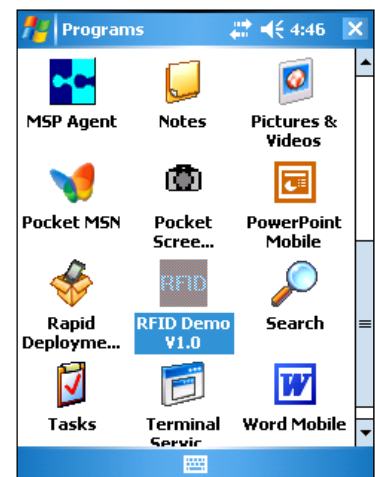 Programs 4:46
MSP Agent Notes Pictures &
Videos
Pocket MSN Pocket PowerPoint
Scree... Mobile
RFID
Rapid RFID Demo Search
Deployme... V1.0
W
Tasks Terminal Word Mobile
Servic...